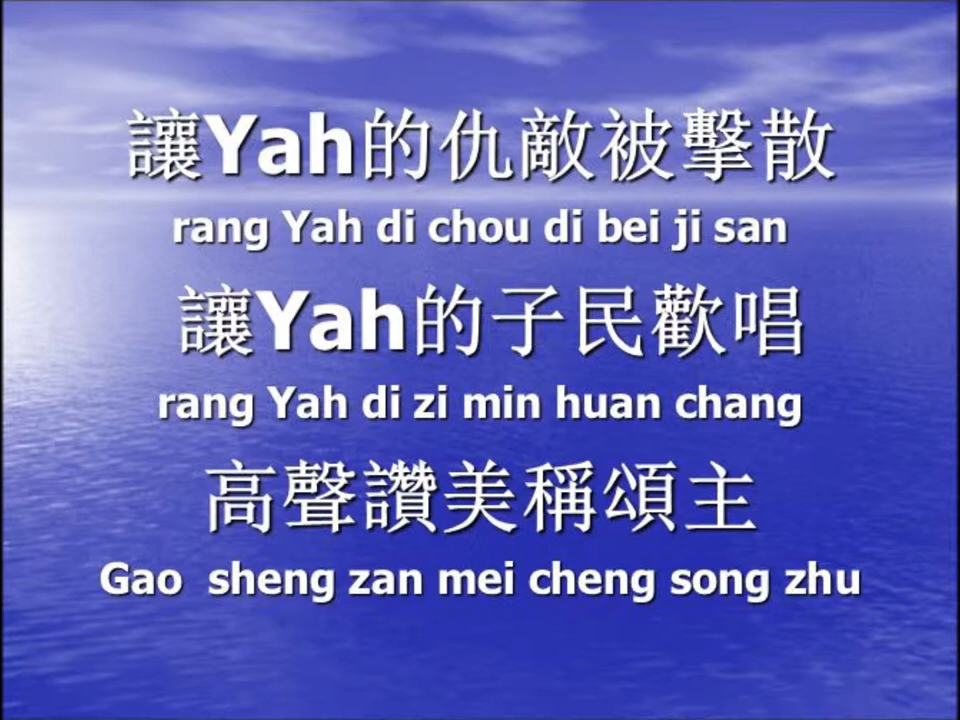 讓Yah的仇敵被擊散
rang Yah di chou di bei ji san
讓Yah的子民歡唱
rang Yah di zi min huan chang
高聲讚美稱頌主
Gao sheng zan mei cheng song zhu